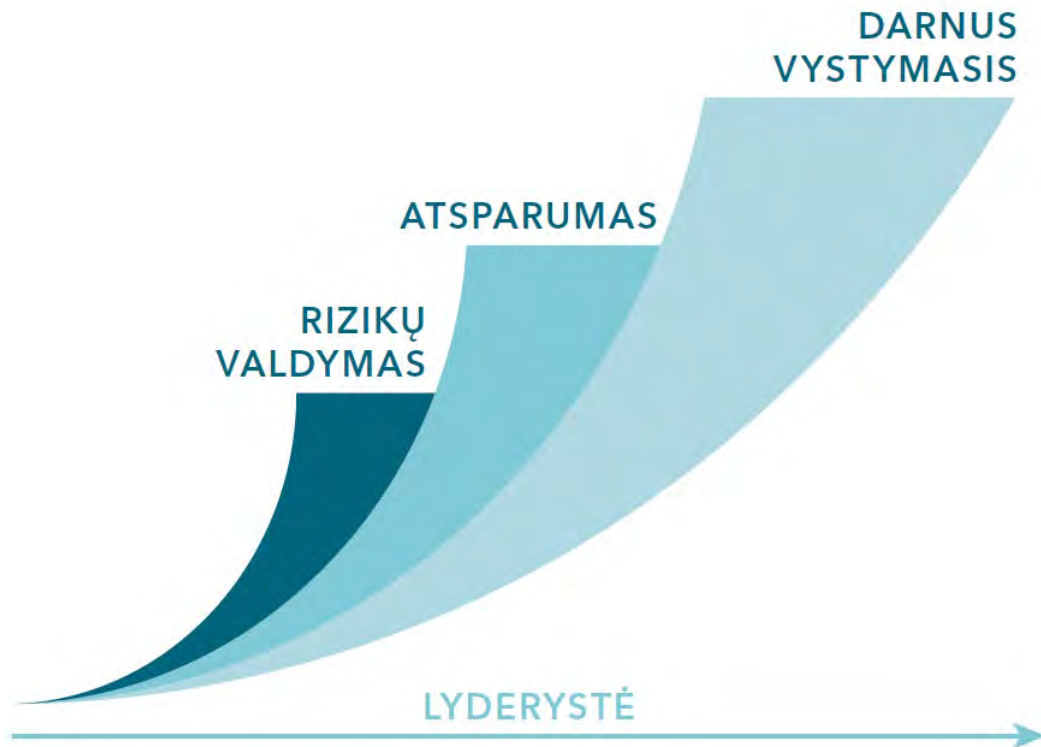 DARNUS
VYSTYMASIS
ATSPARUMAS
RIZIKŲ
VALDYMAS
LYDERYSTĖ